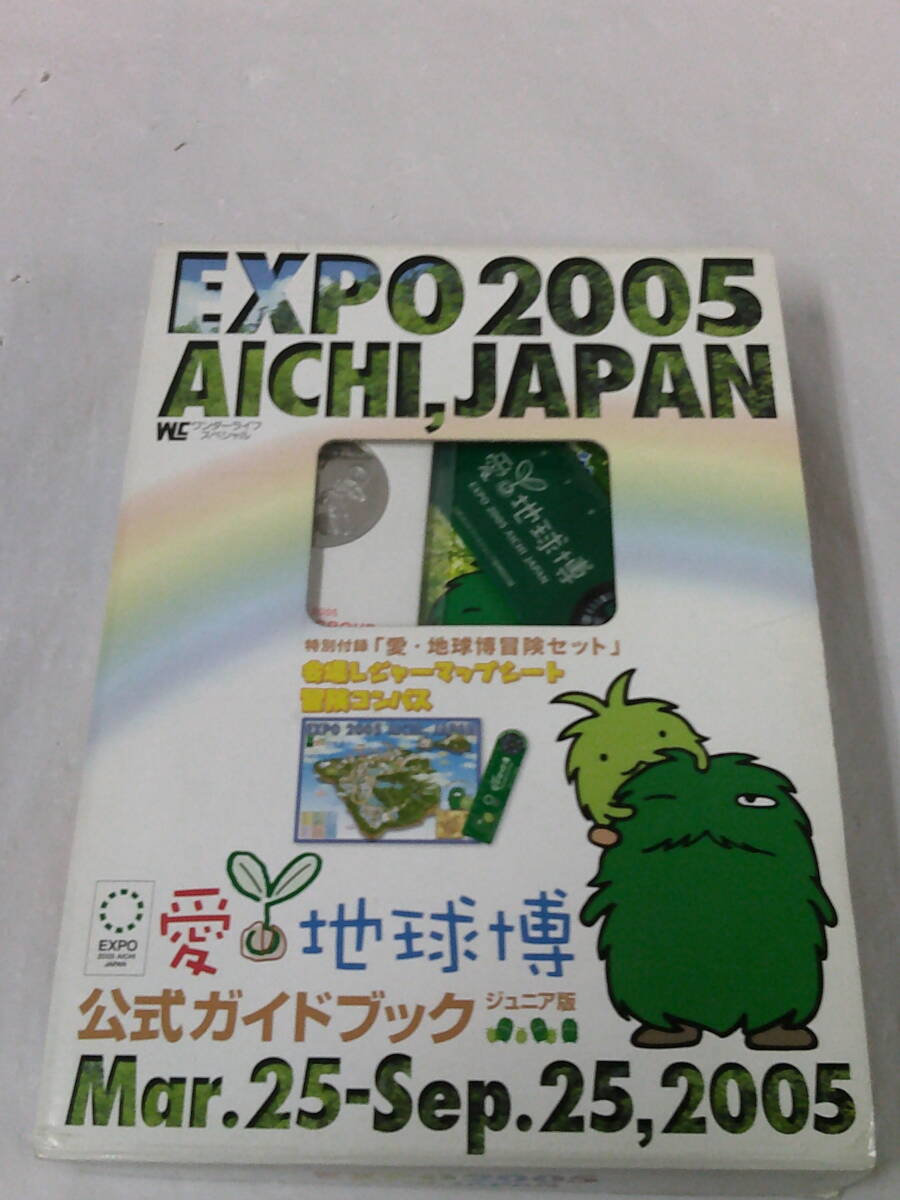 EXPO 2005
AICHI, JAPAN
ワンダーライフ
スペシャル
愛・地球博
EXPO 2005 AICHI JAPAN
特別付録「愛・地球博冒険セット」
会場レジャーマップシート
冒険コンパス
EXPO 2005 AICHI, JAPAN
EXPO
2005 AICHI
JAPAN
愛 地球博
公式ガイドブック ジュニア版
Mar.25-Sep.25,2005